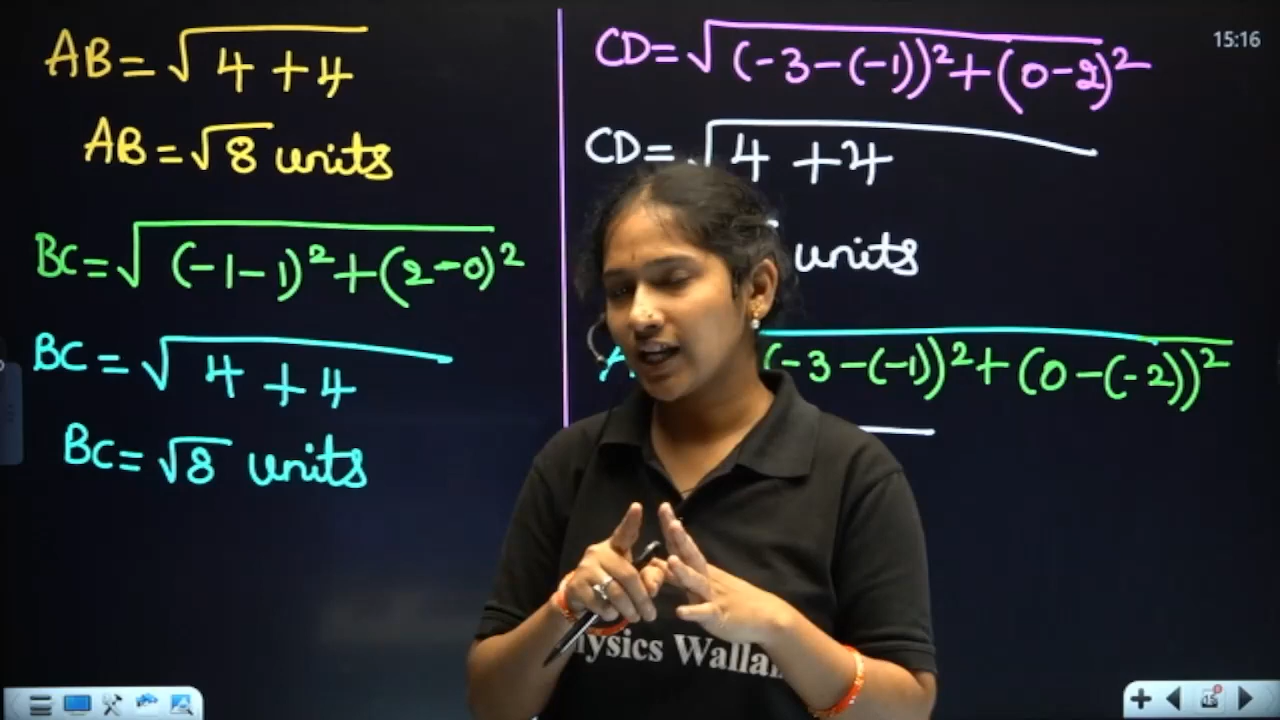 AB = √4 + 4
AB = √8 units
BC = √(-1-1)² + (2-0)²
BC = √4 + 4
BC = √8 units
CD = √(-3-(-1))² + (0-2)²
CD = √4 + 4
units
(-3-(-1))² + (0-(-2))²
15:16
Physics Wallah